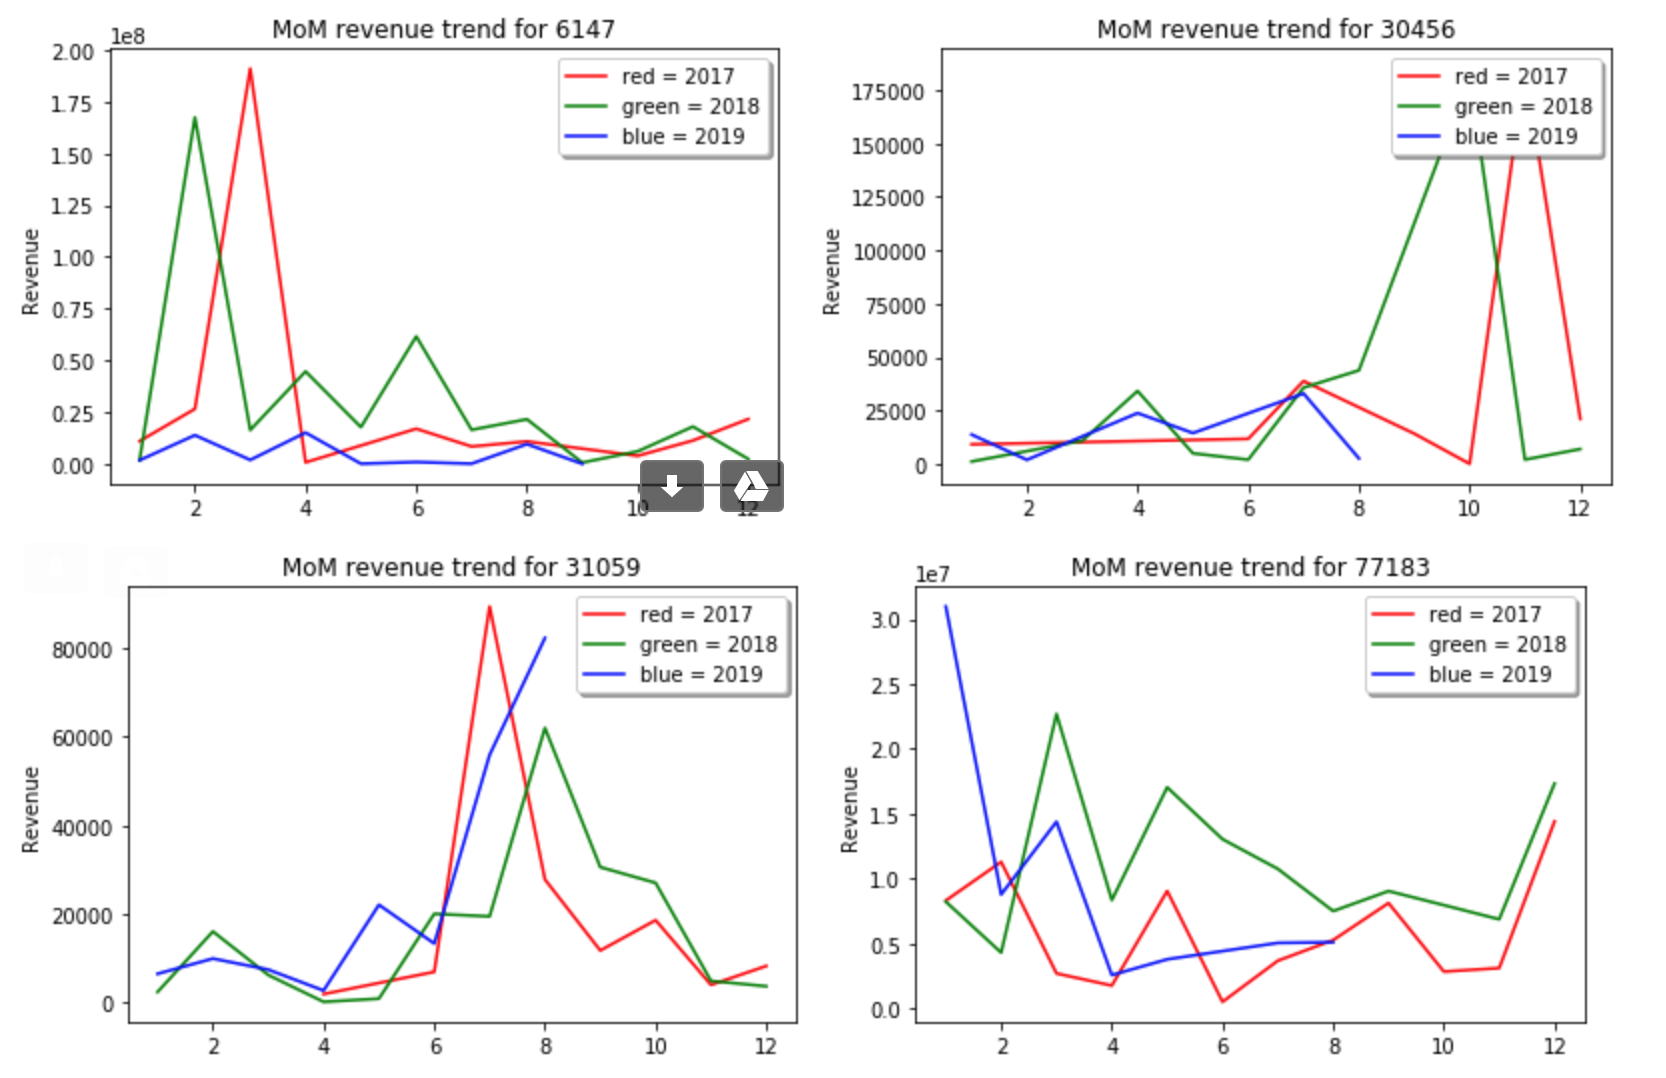 MoM revenue trend for 6147
1e8
2.00
1.75
1.50
1.25
1.00
0.75
0.50
0.25
0.00
Revenue
red = 2017
green = 2018
blue = 2019
2 4 6 8 10 12
MoM revenue trend for 30456
175000
150000
125000
100000
75000
50000
25000
0
Revenue
red = 2017
green = 2018
blue = 2019
2 4 6 8 10 12
MoM revenue trend for 31059
80000
60000
40000
20000
0
Revenue
red = 2017
green = 2018
blue = 2019
2 4 6 8 10 12
MoM revenue trend for 77183
1e7
3.0
2.5
2.0
1.5
1.0
0.5
0.0
Revenue
red = 2017
green = 2018
blue = 2019
2 4 6 8 10 12